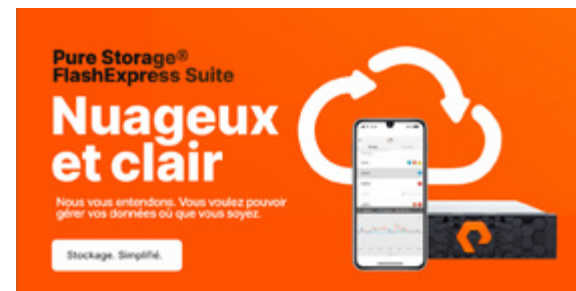 Pure Storage®
FlashExpress Suite
Nuageux
et clair
Nous vous entendons. Vous voulez pouvoir
gérer vos données où que vous soyez.
Stockage. Simplifié.